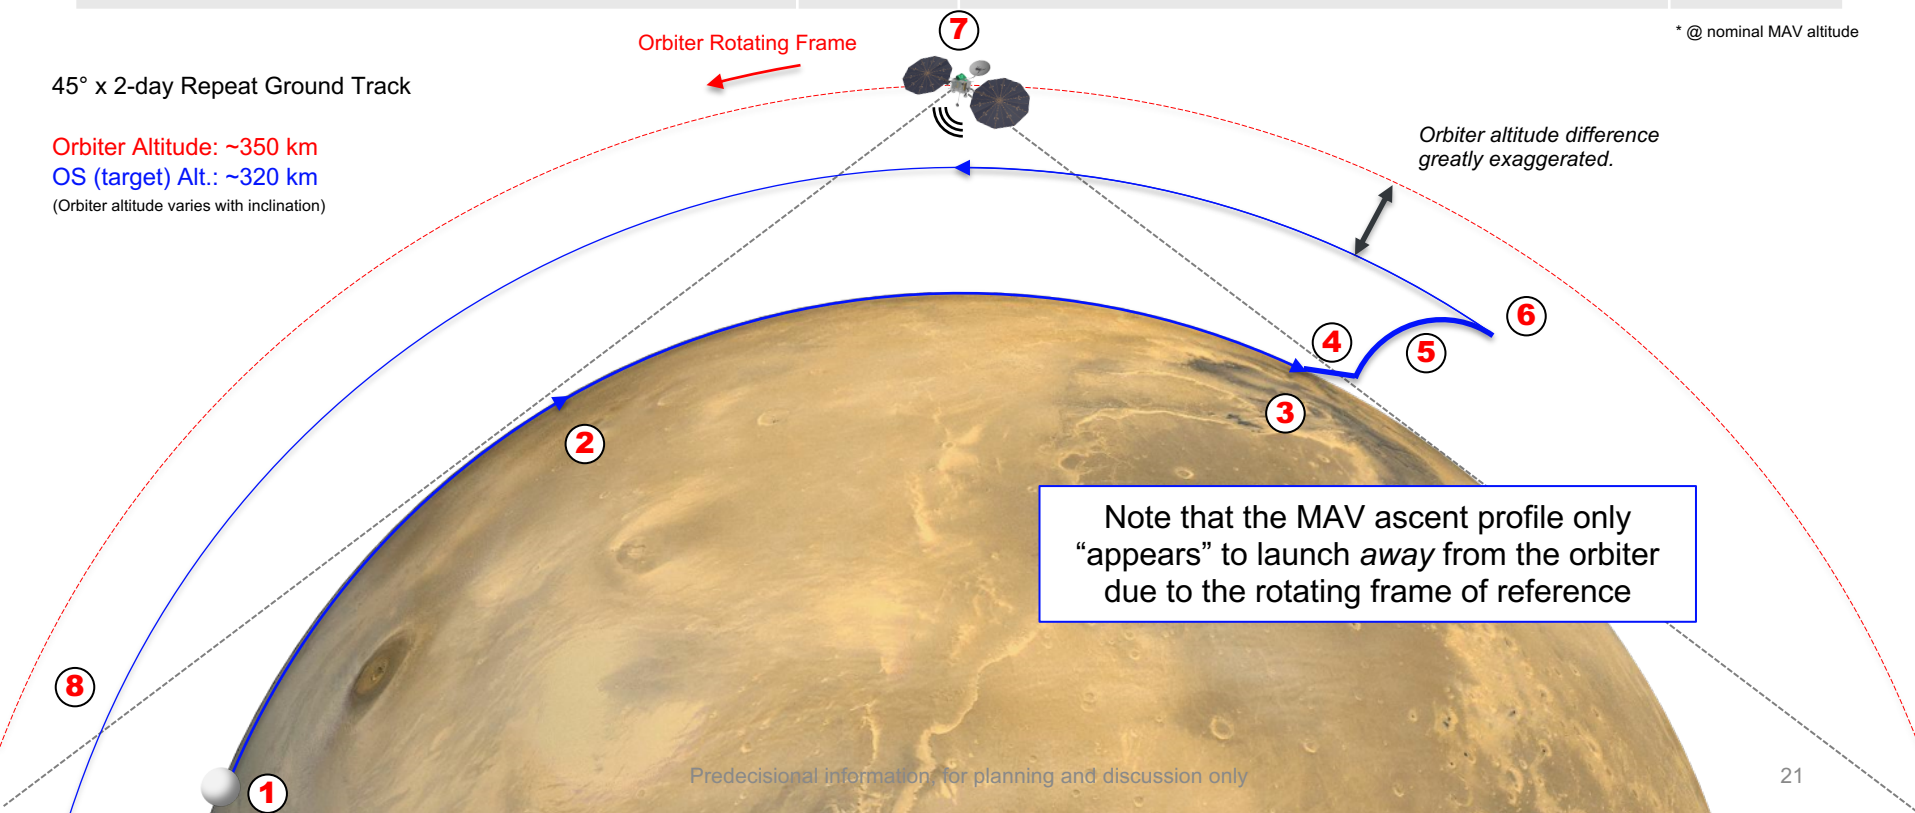 7
Orbiter Rotating Frame
* @ nominal MAV altitude
45° x 2-day Repeat Ground Track
Orbiter Altitude: ~350 km
OS (target) Alt.: ~320 km
(Orbiter altitude varies with inclination)
Orbiter altitude difference
greatly exaggerated.
6
4
5
3
2
Note that the MAV ascent profile only
“appears” to launch away from the orbiter
due to the rotating frame of reference
8
1
Predecisional information, for planning and discussion only
21